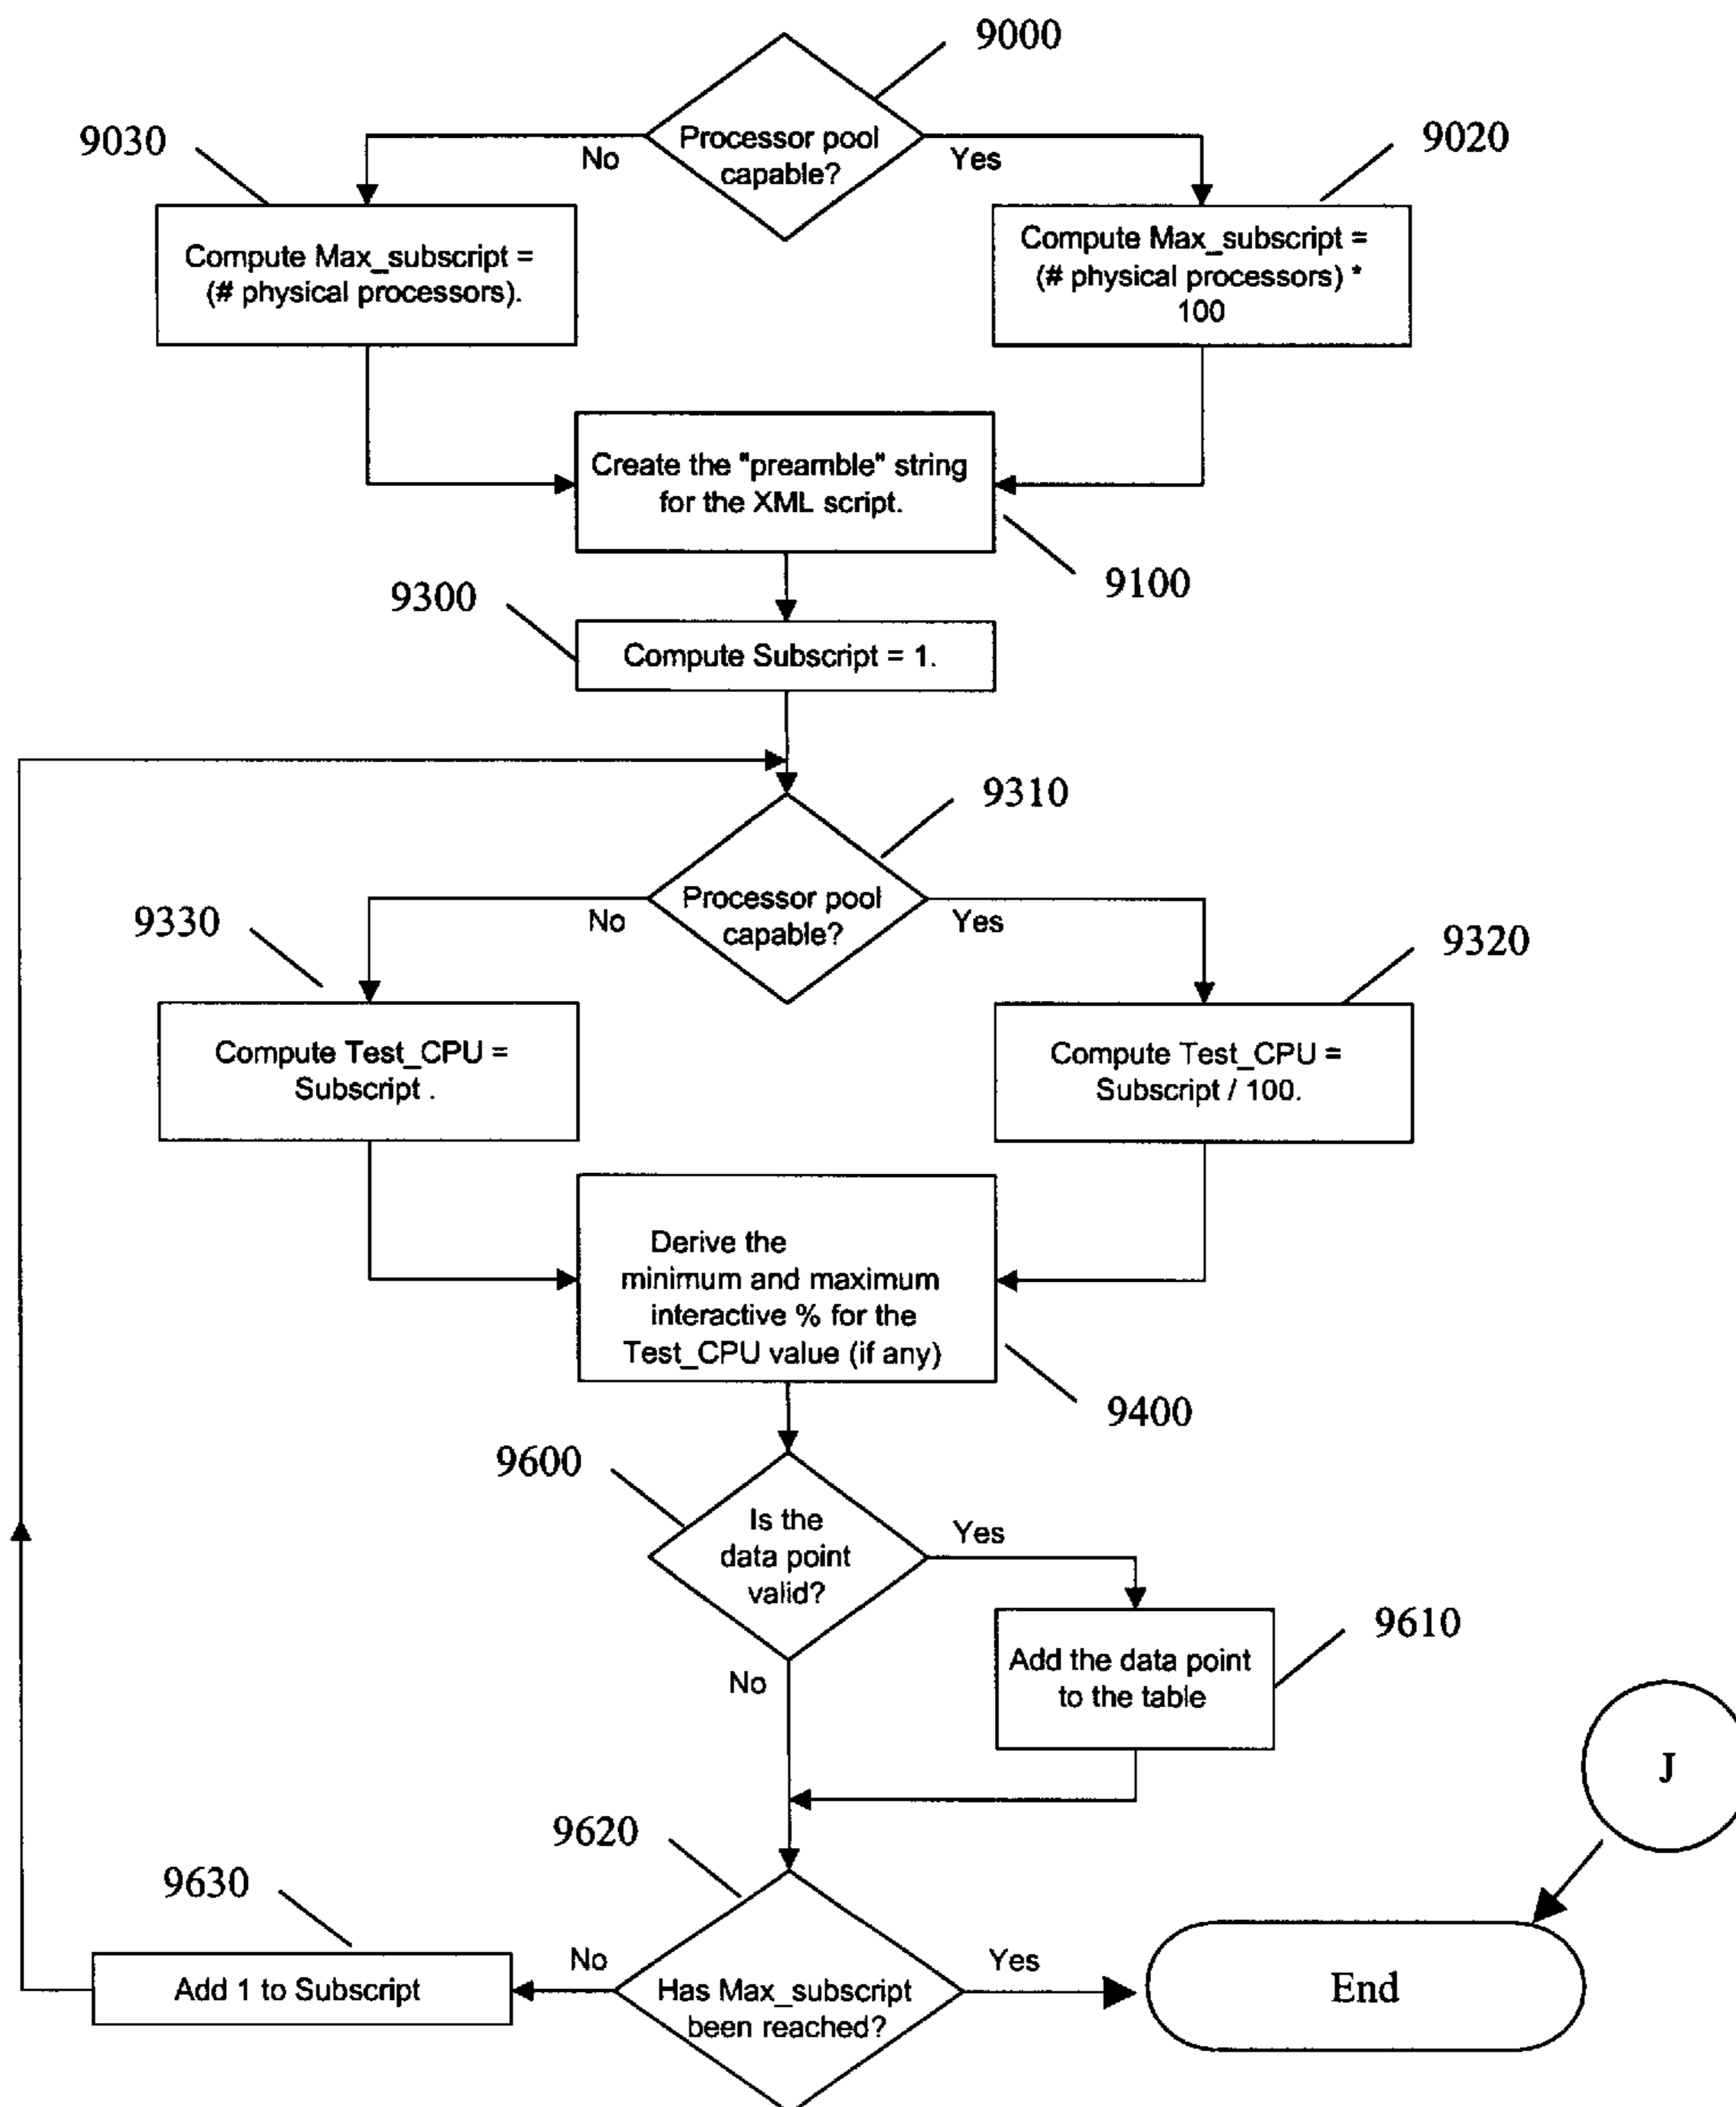 9000
Processor pool
capable?
No
Yes
9030
9020
Compute Max_subscript =
(# physical processors).
Compute Max_subscript =
(# physical processors) *
100
Create the "preamble" string
for the XML script.
9100
9300
Compute Subscript = 1.
9310
Processor pool
capable?
No
Yes
9330
9320
Compute Test_CPU =
Subscript .
Compute Test_CPU =
Subscript / 100.
Derive the
minimum and maximum
interactive % for the
Test_CPU value (if any)
9400
9600
Is the
data point
valid?
Yes
No
9610
Add the data point
to the table
J
9620
9630
Add 1 to Subscript
No
Has Max_subscript
been reached?
Yes
End